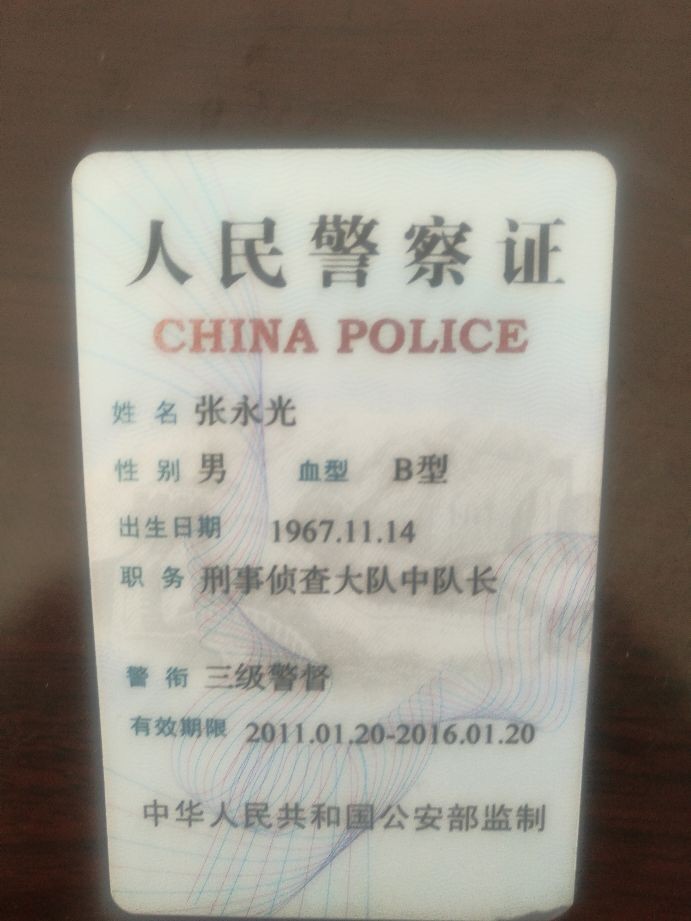 人民警察证
CHINA POLICE
姓 名 张永光
性 别 男 血型 B型
出生日期 1967.11.14
职 务 刑事侦查大队中队长
警 衔 三级警督
有效期限 2011.01.20-2016.01.20
中华人民共和国公安部监制